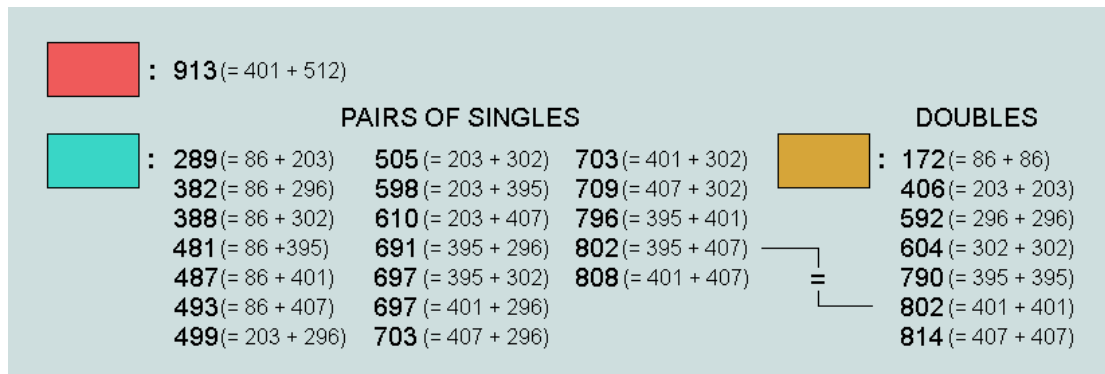 : 913 (= 401 + 512)
PAIRS OF SINGLES
: 289 (= 86 + 203)
382 (= 86 + 296)
388 (= 86 + 302)
481 (= 86 +395)
487 (= 86 + 401)
493 (= 86 + 407)
499 (= 203 + 296)
505 (= 203 + 302)
598 (= 203 + 395)
610 (= 203 + 407)
691 (= 395 + 296)
697 (= 395 + 302)
697 (= 401 + 296)
703 (= 407 + 296)
703 (= 401 + 302)
709 (= 407 + 302)
796 (= 395 + 401)
802 (= 395 + 407)
808 (= 401 + 407)
=
DOUBLES
: 172 (= 86 + 86)
406 (= 203 + 203)
592 (= 296 + 296)
604 (= 302 + 302)
790 (= 395 + 395)
802 (= 401 + 401)
814 (= 407 + 407)